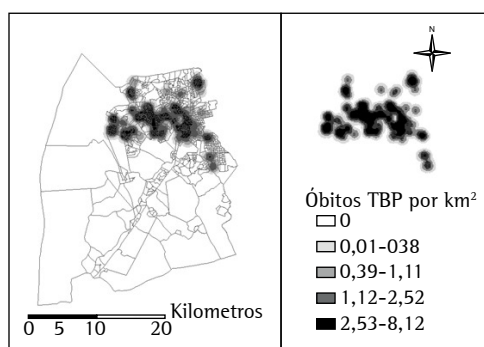 N
Kilometros
0 5 10 20
Óbitos TBP por km²
0
0,01-038
0,39-1,11
1,12-2,52
2,53-8,12